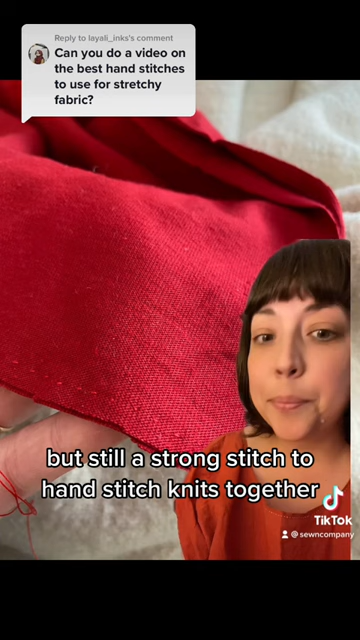 Reply to layali_inks's comment
Can you do a video on
the best hand stitches
to use for stretchy
fabric?
but still a strong stitch to
hand stitch knits together
TikTok
@sewncompany